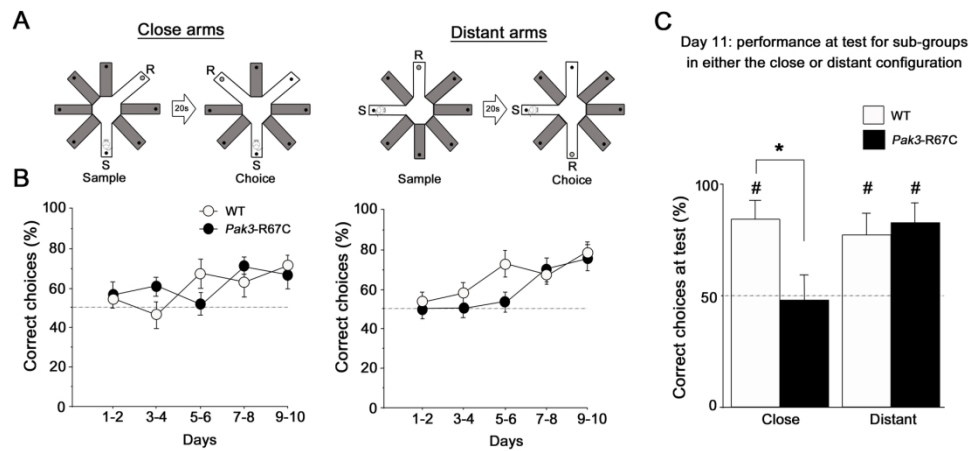 A
Close arms
R
R
20s
S
S
Sample
Choice
Distant arms
R
S
20s
S
R
Sample
Choice
B
WT
Pak3-R67C
Correct choices (%)
100
80
60
40
20
0
1-2 3-4 5-6 7-8 9-10
Days
Correct choices (%)
100
80
60
40
20
0
1-2 3-4 5-6 7-8 9-10
Days
C
Day 11: performance at test for sub-groups
in either the close or distant configuration
WT
Pak3-R67C
*
# # #
Correct choices at test (%)
100
50
0
Close Distant